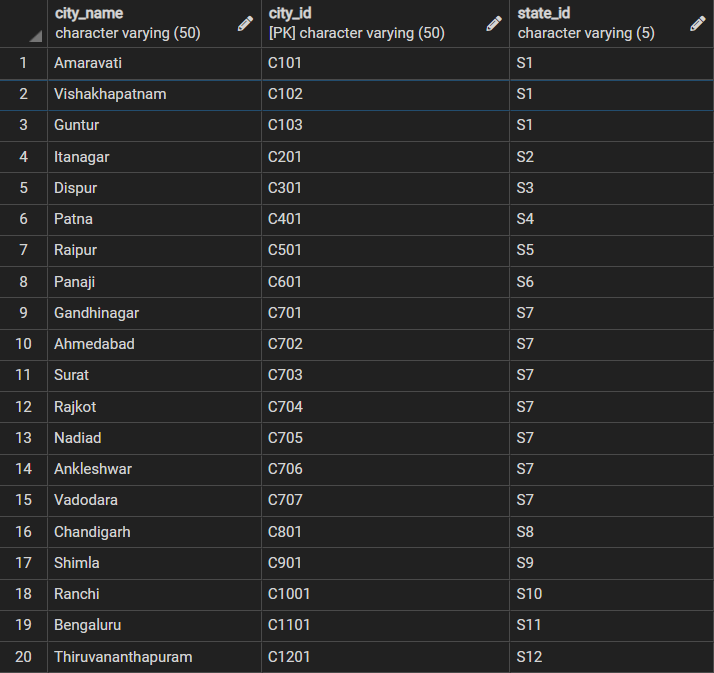 city_name city_id state_id
character varying (50) [PK] character varying (50) character varying (5)
1 Amaravati C101 S1
2 Vishakhapatnam C102 S1
3 Guntur C103 S1
4 Itanagar C201 S2
5 Dispur C301 S3
6 Patna C401 S4
7 Raipur C501 S5
8 Panaji C601 S6
9 Gandhinagar C701 S7
10 Ahmedabad C702 S7
11 Surat C703 S7
12 Rajkot C704 S7
13 Nadiad C705 S7
14 Ankleshwar C706 S7
15 Vadodara C707 S7
16 Chandigarh C801 S8
17 Shimla C901 S9
18 Ranchi C1001 S10
19 Bengaluru C1101 S11
20 Thiruvananthapuram C1201 S12